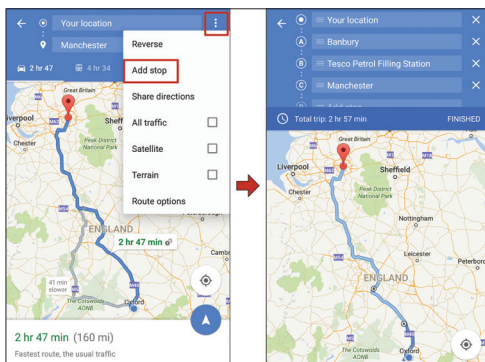 Your location
Manchester
2 hr 47
4 hr 34
Reverse
Add stop
Share directions
All traffic
Satellite
Terrain
Route options
Great Britain
Liverpool
Sheff
Chester
Peak District
National Park
ENGLAND
2 hr 47 min
Cambr
41 min
slower
The Cotswolds
AONB
Oxford
2 hr 47 min (160 mi)
Fastest route, the usual traffic
Your location
A Banbury
B Tesco Petrol Filling Station
C Manchester
Add stop
Total trip: 2 hr 57 min FINISHED
Great Britain
Liverpool
Sheffield
Chester
Peak District
National Park
Nottingham
Leicester
Peterboro
ENGLAND
The Cotswolds
AONB
Oxford